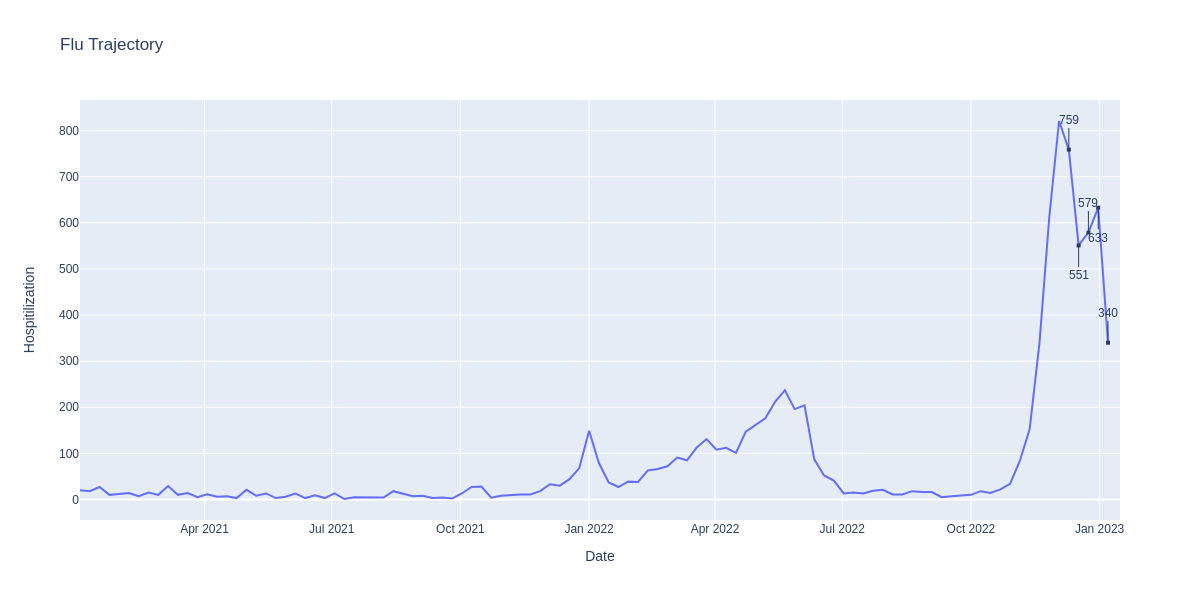 Flu Trajectory
800
700
600
500
400
300
200
100
0
Hospitilization
759
579
633
551
340
Apr 2021
Jul 2021
Oct 2021
Jan 2022
Apr 2022
Jul 2022
Oct 2022
Jan 2023
Date